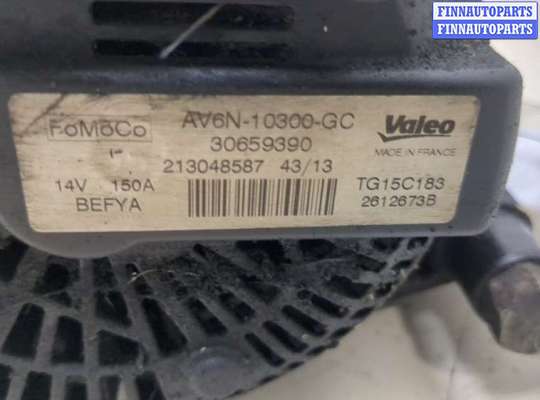 FINNAUTOPARTS
FINNAUTOPARTS
FoMoCo
AV6N-10300-GC
Valeo
30659390
MADE IN FRANCE
213048587 43/13
14V 150A
TG15C183
BEFYA
2612673B